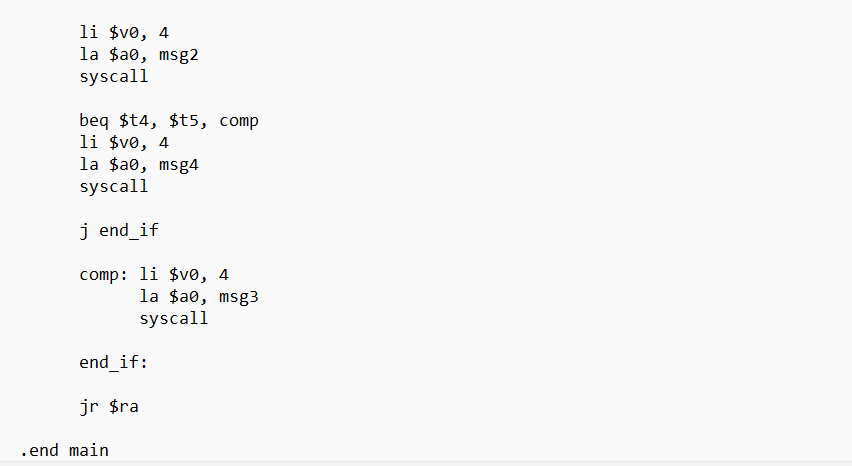 li $v0, 4
la $a0, msg2
syscall
beq $t4, $t5, comp
li $v0, 4
la $a0, msg4
syscall
j end_if
comp: li $v0, 4
la $a0, msg3
syscall
end_if:
jr $ra
.end main